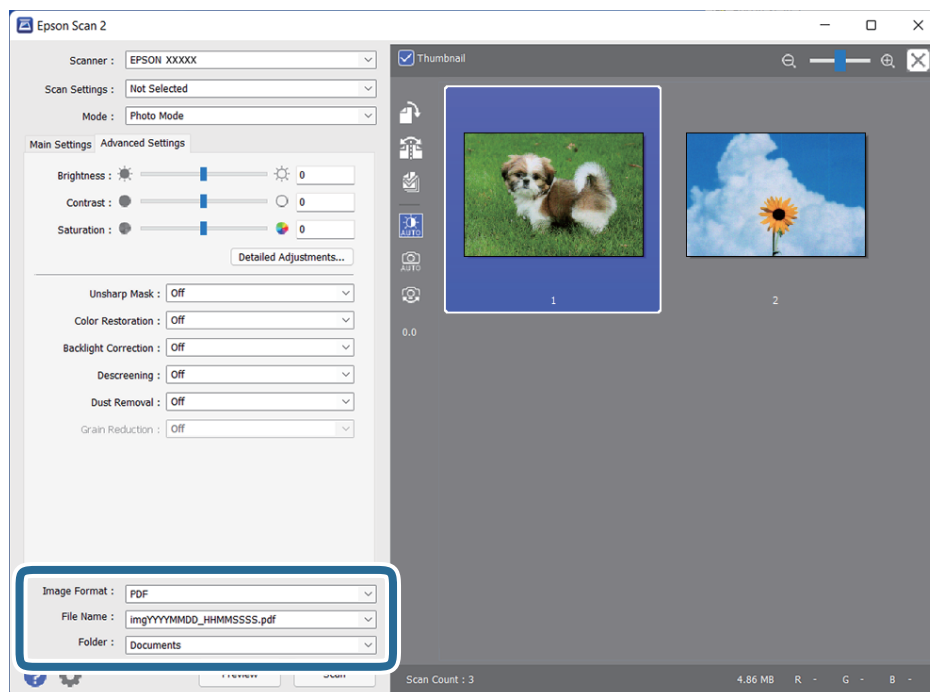 Epson Scan 2
Scanner : EPSON XXXXX
Scan Settings : Not Selected
Mode : Photo Mode
Main Settings Advanced Settings
Brightness : 0
Contrast : 0
Saturation : 0
Detailed Adjustments...
Unsharp Mask : Off
Color Restoration : Off
Backlight Correction : Off
Descreening : Off
Dust Removal : Off
Grain Reduction : Off
Image Format : PDF
File Name : imgYYYYMMDD_HHMMSSSS.pdf
Folder : Documents
? Preview Scan
Thumbnail
AUTO
AUTO
0.0
1 2
Scan Count : 3 4.86 MB R - G - B -